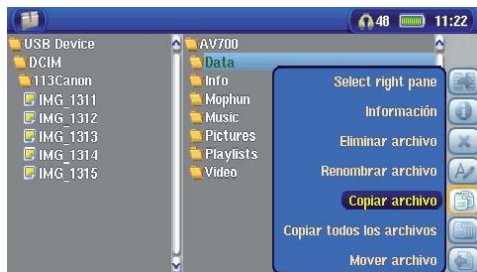 48 11:22
USB Device
DCIM
113Canon
IMG_1311
IMG_1312
IMG_1313
IMG_1314
IMG_1315
AV700
Data
Info
Mophun
Music
Pictures
Playlists
Video
Select right pane
Información
Eliminar archivo
Renombrar archivo
Copiar archivo
Copiar todos los archivos
Mover archivo